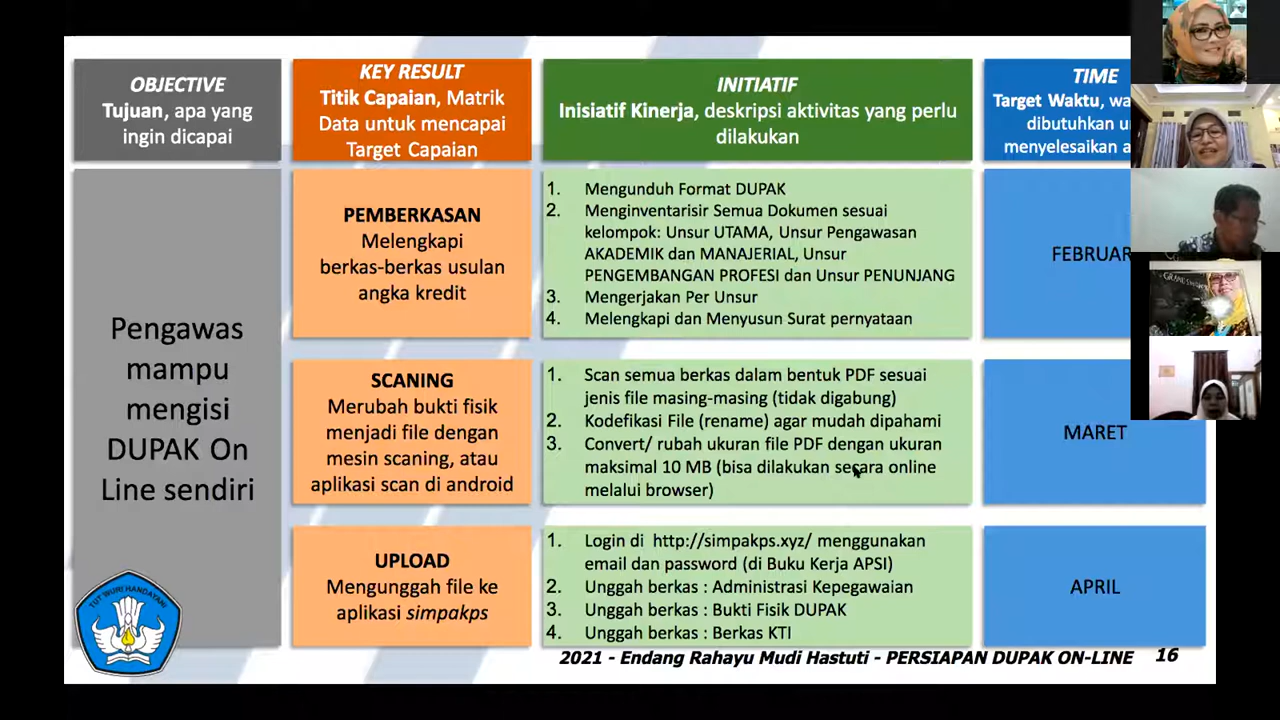 OBJECTIVE
Tujuan, apa yang
ingin dicapai
KEY RESULT
Titik Capaian, Matrik
Data untuk mencapai
Target Capaian
INITIATIF
Inisiatif Kinerja, deskripsi aktivitas yang perlu
dilakukan
TIME
Target Waktu,
dibutuhkan
menyelesaikan
Pengawas
mampu
mengisi
DUPAK On
Line sendiri
PEMBERKASAN
Melengkapi
berkas-berkas usulan
angka kredit
1. Mengunduh Format DUPAK
2. Menginventarisir Semua Dokumen sesuai
kelompok: Unsur UTAMA, Unsur Pengawasan
AKADEMIK dan MANAJERIAL, Unsur
PENGEMBANGAN PROFESI dan Unsur PENUNJANG
3. Mengerjakan Per Unsur
4. Melengkapi dan Menyusun Surat pernyataan
FEBRUAR
SCANING
Merubah bukti fisik
menjadi file dengan
mesin scaning, atau
aplikasi scan di android
1. Scan semua berkas dalam bentuk PDF sesuai
jenis file masing-masing (tidak digabung)
2. Kodefikasi File (rename) agar mudah dipahami
3. Convert/ rubah ukuran file PDF dengan ukuran
maksimal 10 MB (bisa dilakukan secara online
melalui browser)
MARET
UPLOAD
Mengunggah file ke
aplikasi simpakps
1. Login di http://simpakps.xyz/ menggunakan
email dan password (di Buku Kerja APSI)
2. Unggah berkas : Administrasi Kepegawaian
3. Unggah berkas : Bukti Fisik DUPAK
4. Unggah berkas : Berkas KTI
APRIL
TUT WURI HANDAYANI
2021 - Endang Rahayu Mudi Hastuti - PERSIAPAN DUPAK ON-LINE 16